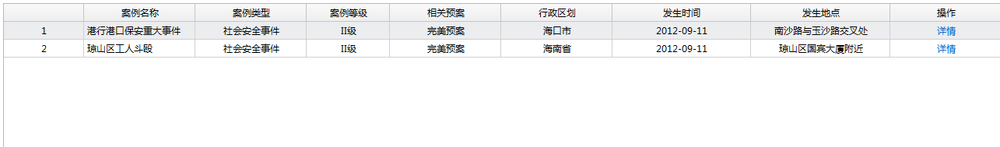 案例名称 案例类型 案例等级 相关预案 行政区划 发生时间 发生地点 操作
1 港行港口保安重大事件 社会安全事件 II级 完美预案 海口市 2012-09-11 南沙路与玉沙路交叉处 详情
2 琼山区工人斗殴 社会安全事件 II级 完美预案 海南省 2012-09-11 琼山区国宾大厦附近 详情